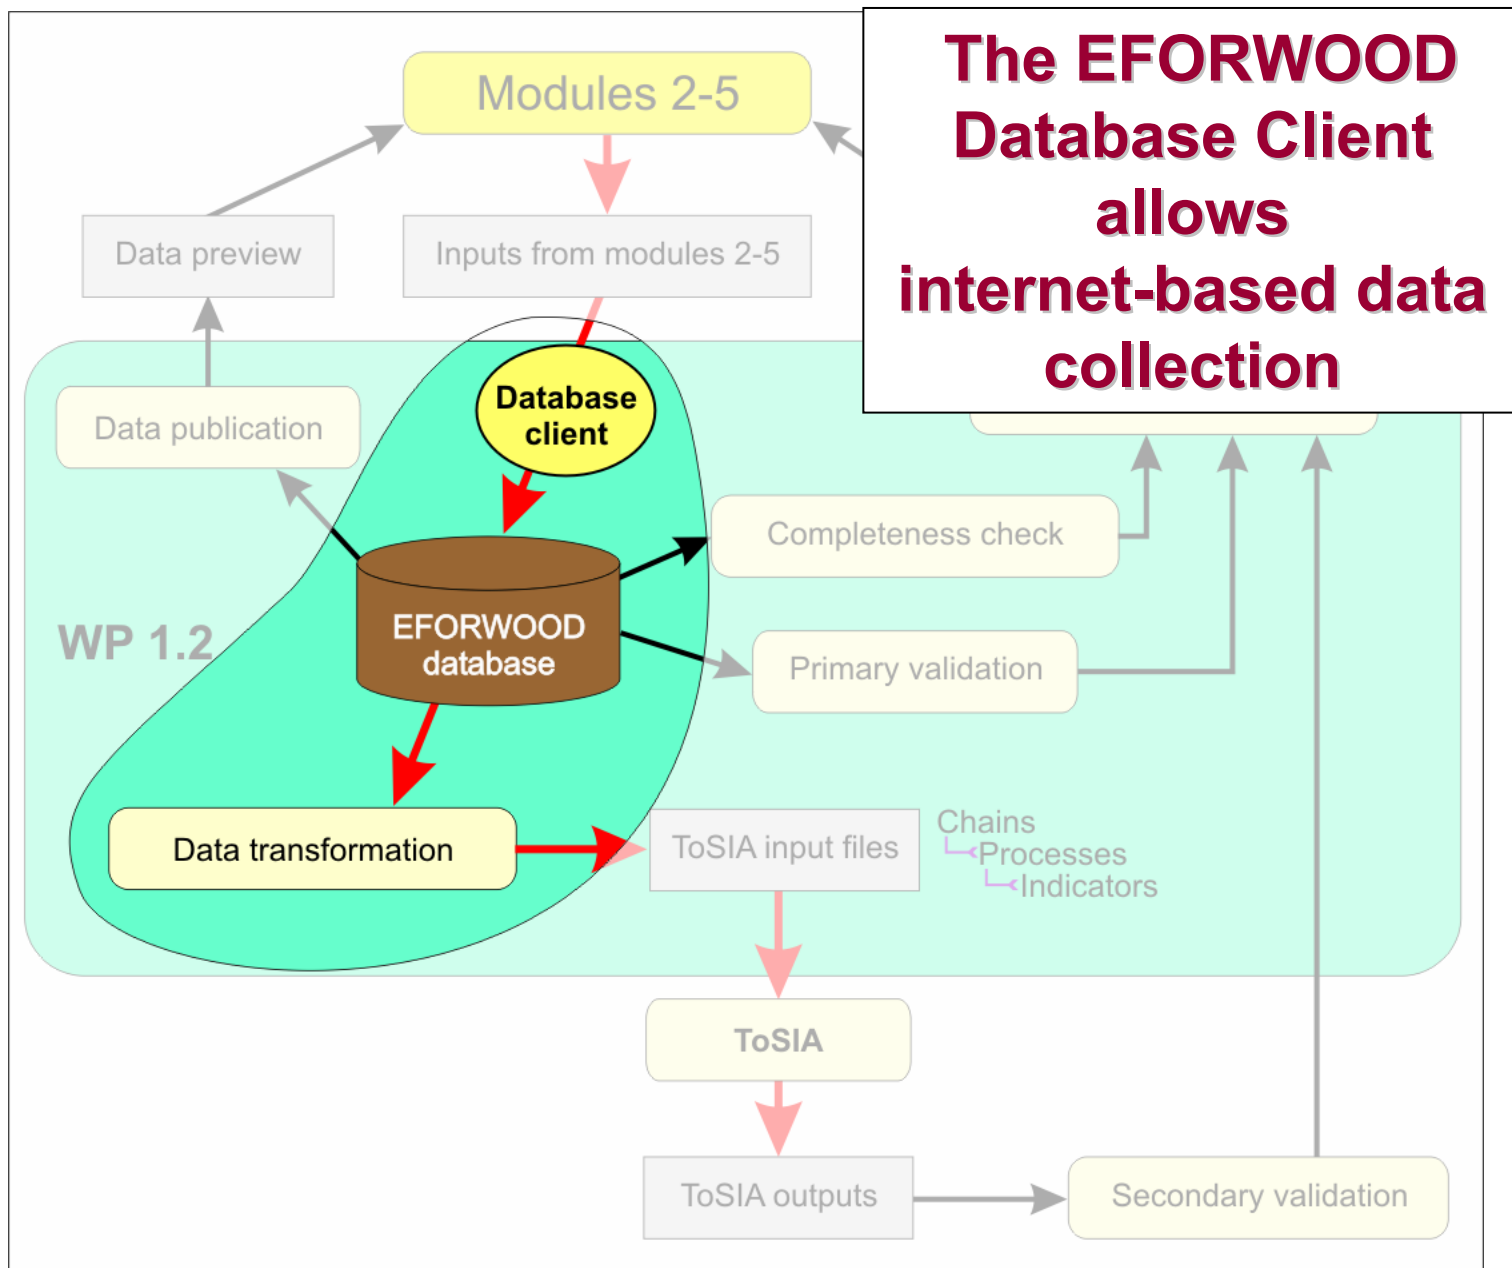 Modules 2-5
The EFORWOOD
Database Client
allows
internet-based data
collection
Data preview
Inputs from modules 2-5
Database
client
Data publication
Completeness check
EFORWOOD
database
WP 1.2
Primary validation
Data transformation
ToSIA input files
Chains
Processes
Indicators
ToSIA
ToSIA outputs
Secondary validation